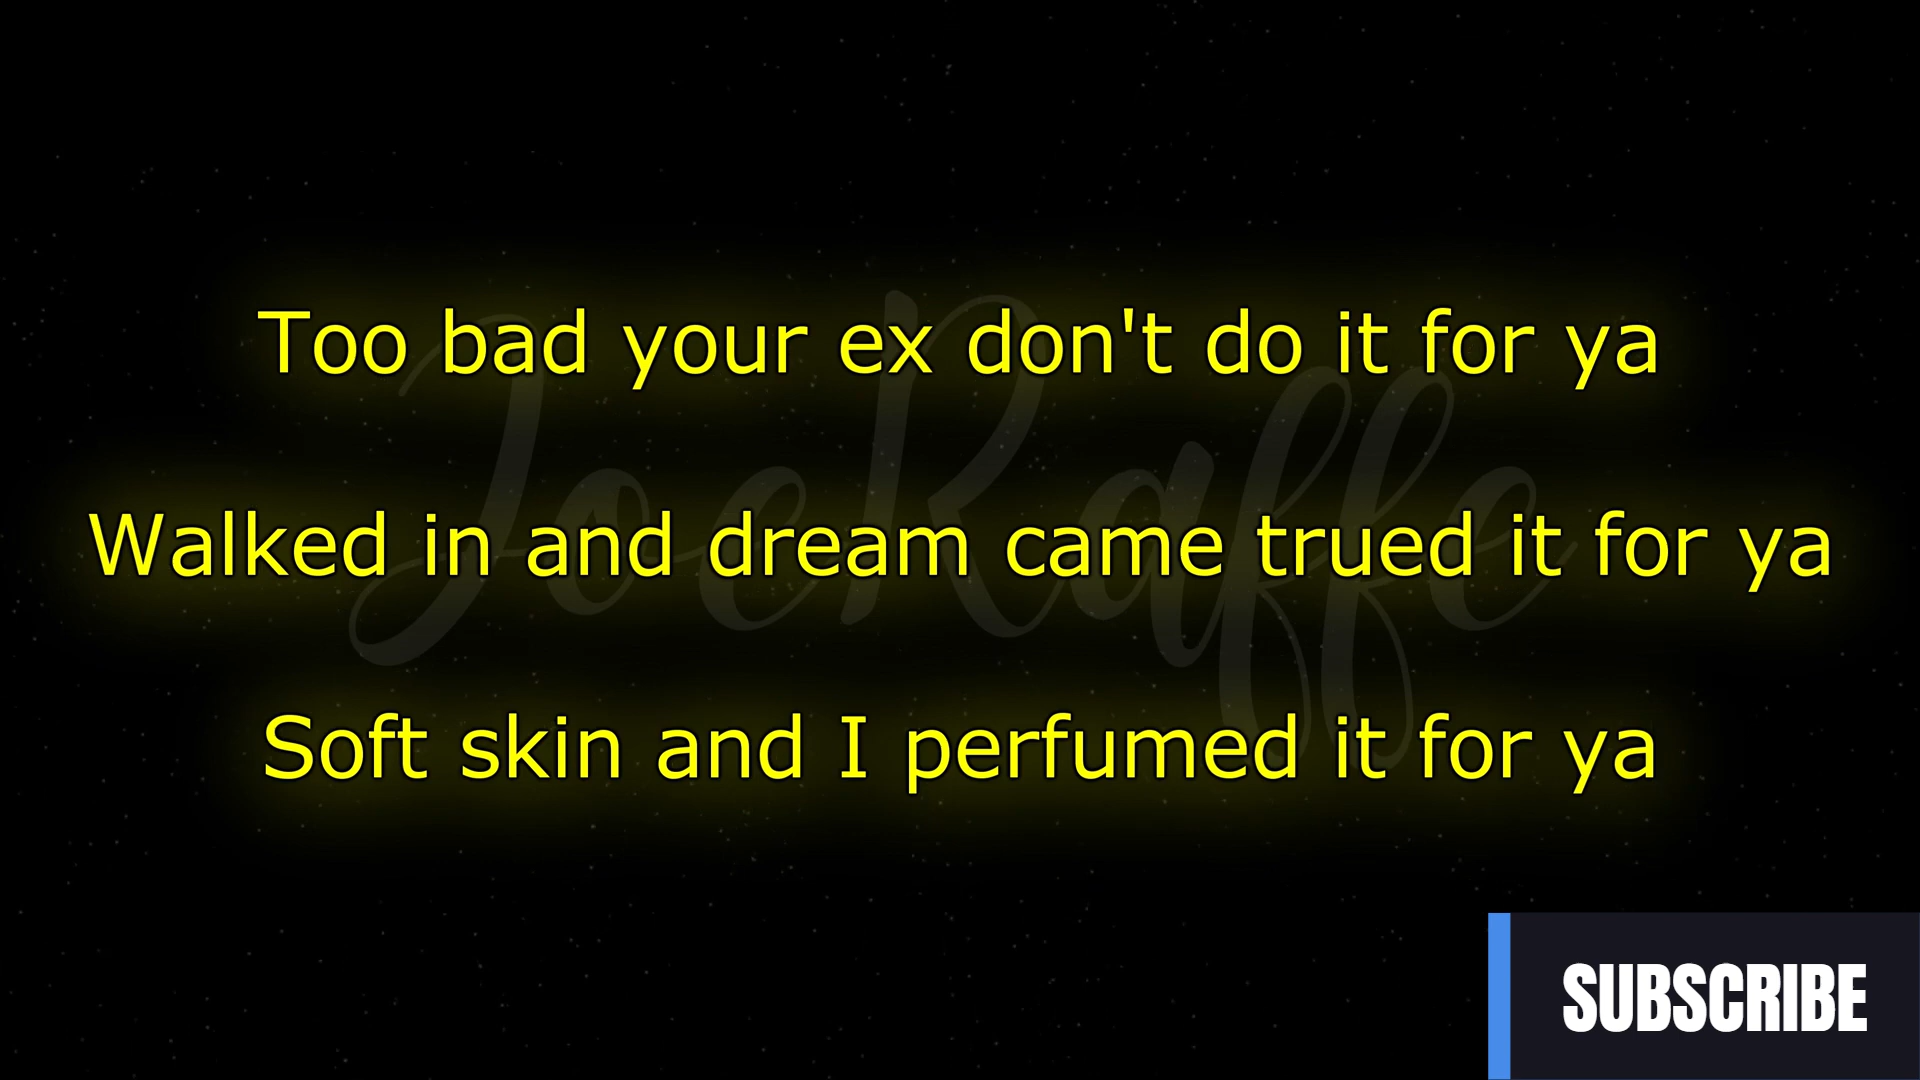 Too bad your ex don't do it for ya
JoeRaffe
Walked in and dream came trued it for ya
Soft skin and I perfumed it for ya
SUBSCRIBE